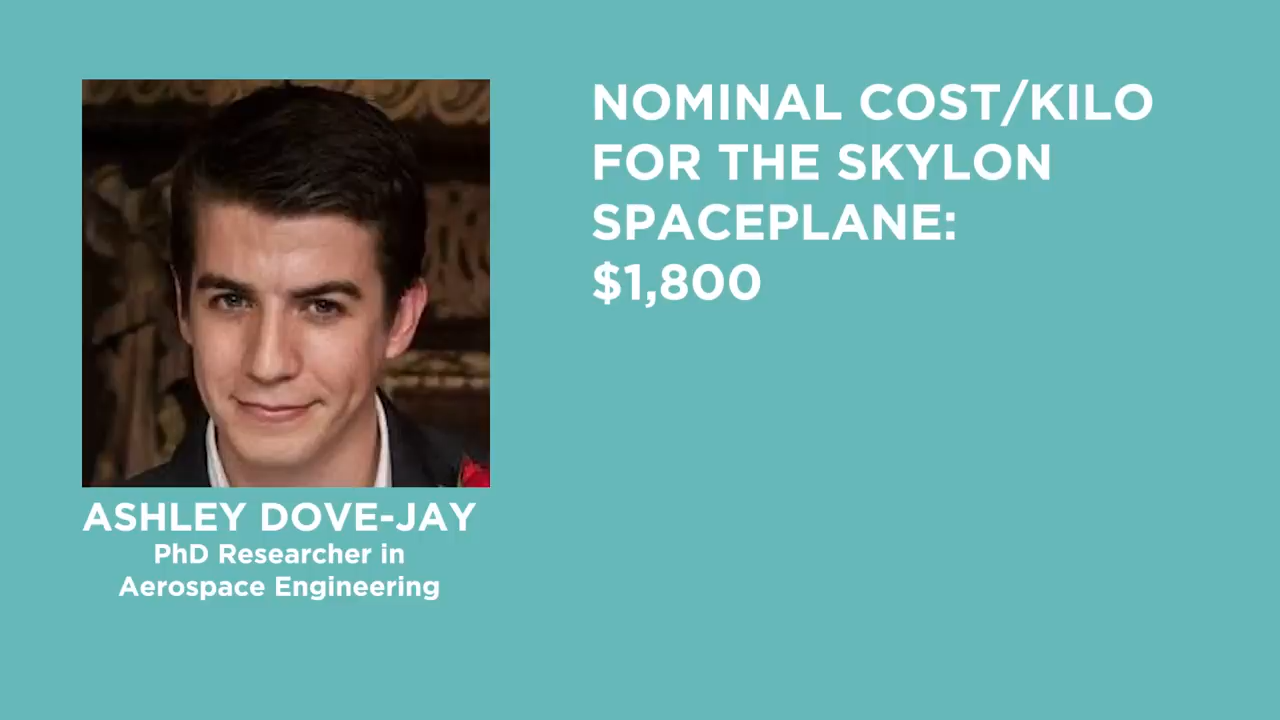 NOMINAL COST/KILO
FOR THE SKYLON
SPACEPLANE:
$1,800
ASHLEY DOVE-JAY
PhD Researcher in
Aerospace Engineering